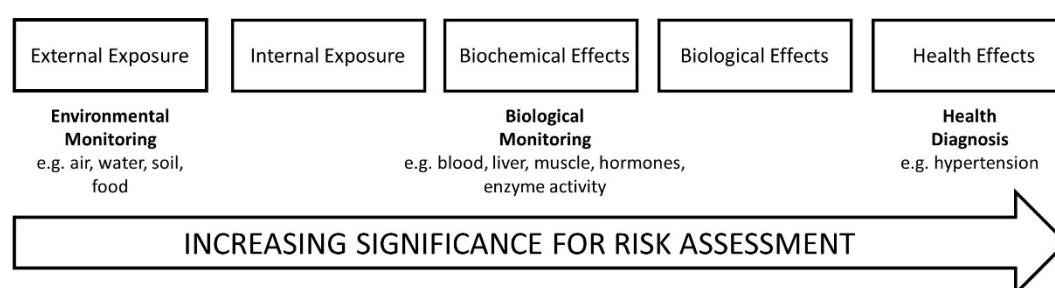 External Exposure
Internal Exposure
Biochemical Effects
Biological Effects
Health Effects
Environmental
Monitoring
e.g. air, water, soil,
food
Biological
Monitoring
e.g. blood, liver, muscle, hormones,
enzyme activity
Health
Diagnosis
e.g. hypertension
INCREASING SIGNIFICANCE FOR RISK ASSESSMENT